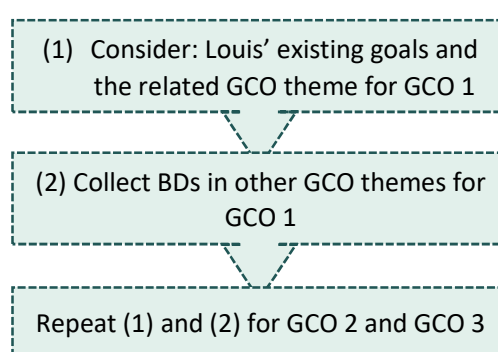 (1) Consider: Louis’ existing goals and
the related GCO theme for GCO 1
(2) Collect BDs in other GCO themes for
GCO 1
Repeat (1) and (2) for GCO 2 and GCO 3